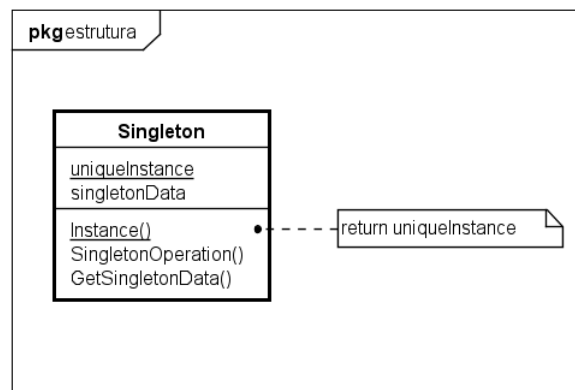 pkg estrutura
Singleton
uniqueInstance
singletonData
Instance()
return uniqueInstance
SingletonOperation()
GetSingletonData()